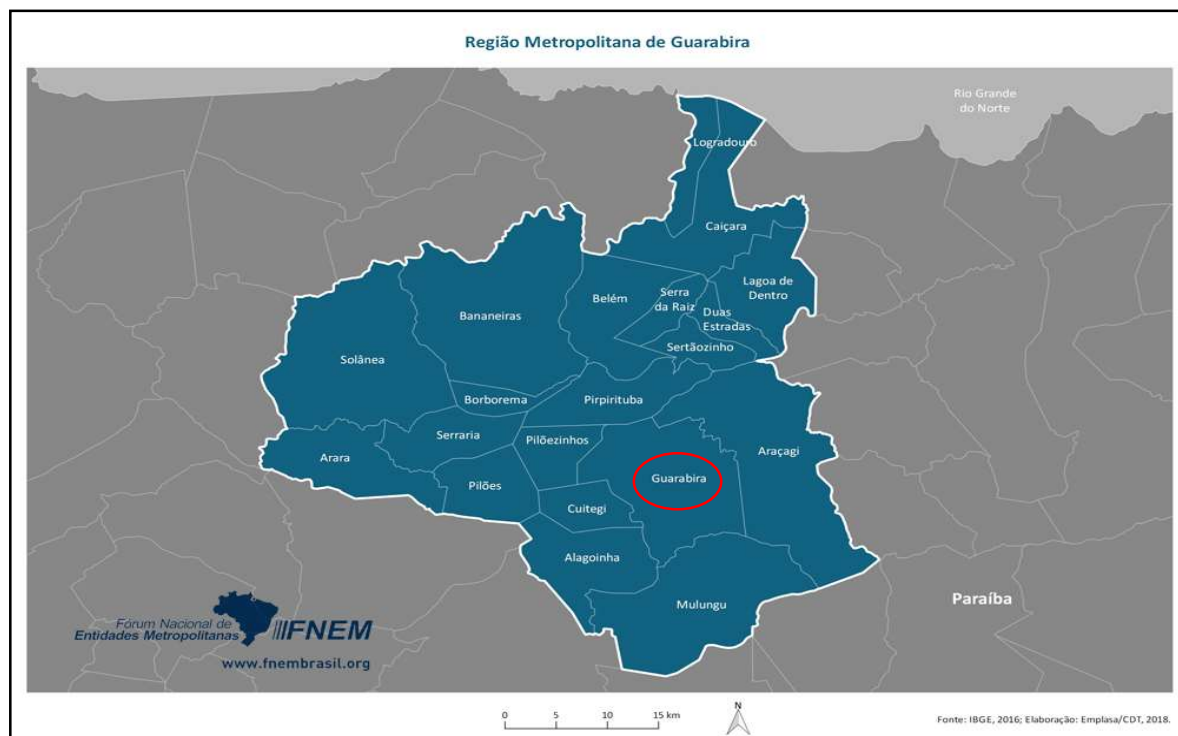 Região Metropolitana de Guarabira
Rio Grande
do Norte
Logradouro
Caiçara
Lagoa de
Dentro
Belém
Serra
da Raiz
Duas
Estradas
Bananeiras
Sertãozinho
Solânea
Borborema
Pirpirituba
Serraria
Pilõezinhos
Araçagi
Arara
Guarabira
Pilões
Cuitegi
Alagoinha
Mulungu
Paraíba
Fórum Nacional de
Entidades Metropolitanas
FNEM
www.fnembrasil.org
0 5 10 15 km
N
Fonte: IBGE, 2016; Elaboração: Emplasa/CDT, 2018.